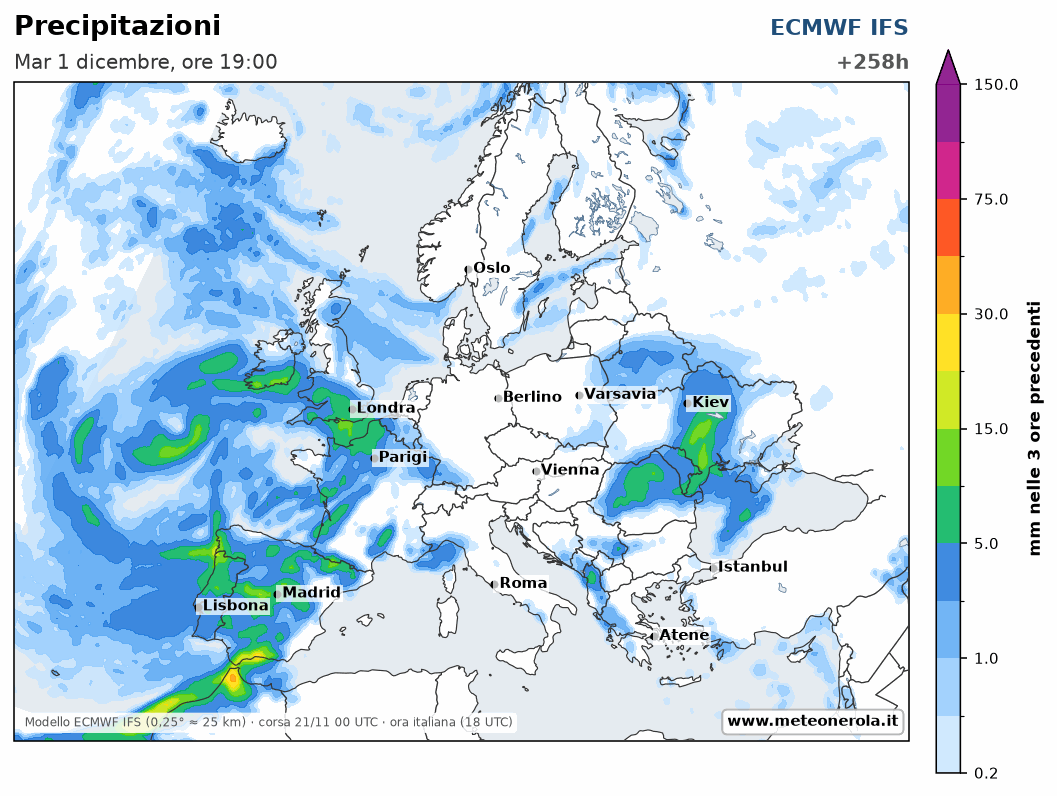 Precipitazioni
ECMWF IFS
Mar 1 dicembre, ore 19:00
+258h
150.0
75.0
30.0
15.0
5.0
1.0
0.2
mm nelle 3 ore precedenti
Oslo
Berlino
Varsavia
Kiev
Londra
Parigi
Vienna
Istanbul
Roma
Madrid
Lisbona
Atene
Modello ECMWF IFS (0,25° ≈ 25 km) · corsa 21/11 00 UTC · ora italiana (18 UTC)
www.meteonerola.it